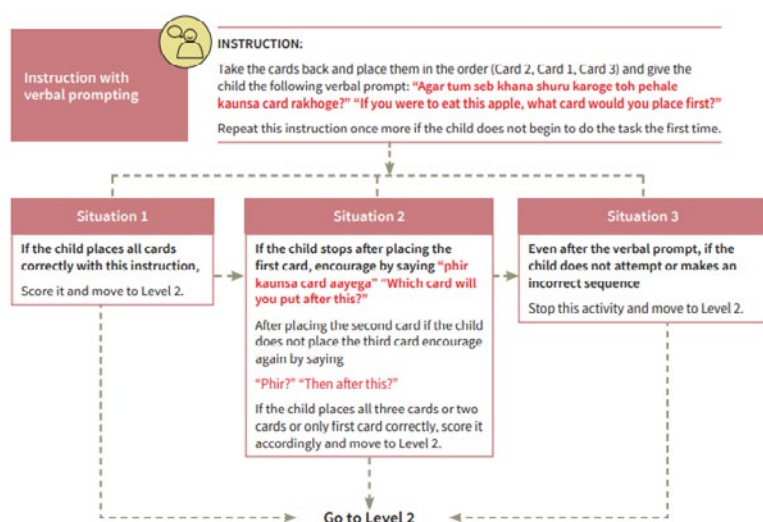 Instruction with
verbal prompting
INSTRUCTION:
Take the cards back and place them in the order (Card 2, Card 1, Card 3) and give the
child the following verbal prompt: “Agar tum seb khana shuru karoge toh pehale
kaunsa card rakhoge?” “If you were to eat this apple, what card would you place first?”
Repeat this instruction once more if the child does not begin to do the task the first time.
Situation 1
If the child places all cards
correctly with this instruction,
Score it and move to Level 2.
Situation 2
If the child stops after placing the
first card, encourage by saying “phir
kaunsa card aayega” “Which card will
you put after this?”
After placing the second card if the child
does not place the third card encourage
again by saying
“Phir?” “Then after this?”
If the child places all three cards or two
cards or only first card correctly, score it
accordingly and move to Level 2.
Situation 3
Even after the verbal prompt, if the
child does not attempt or makes an
incorrect sequence
Stop this activity and move to Level 2.
Go to Level 2